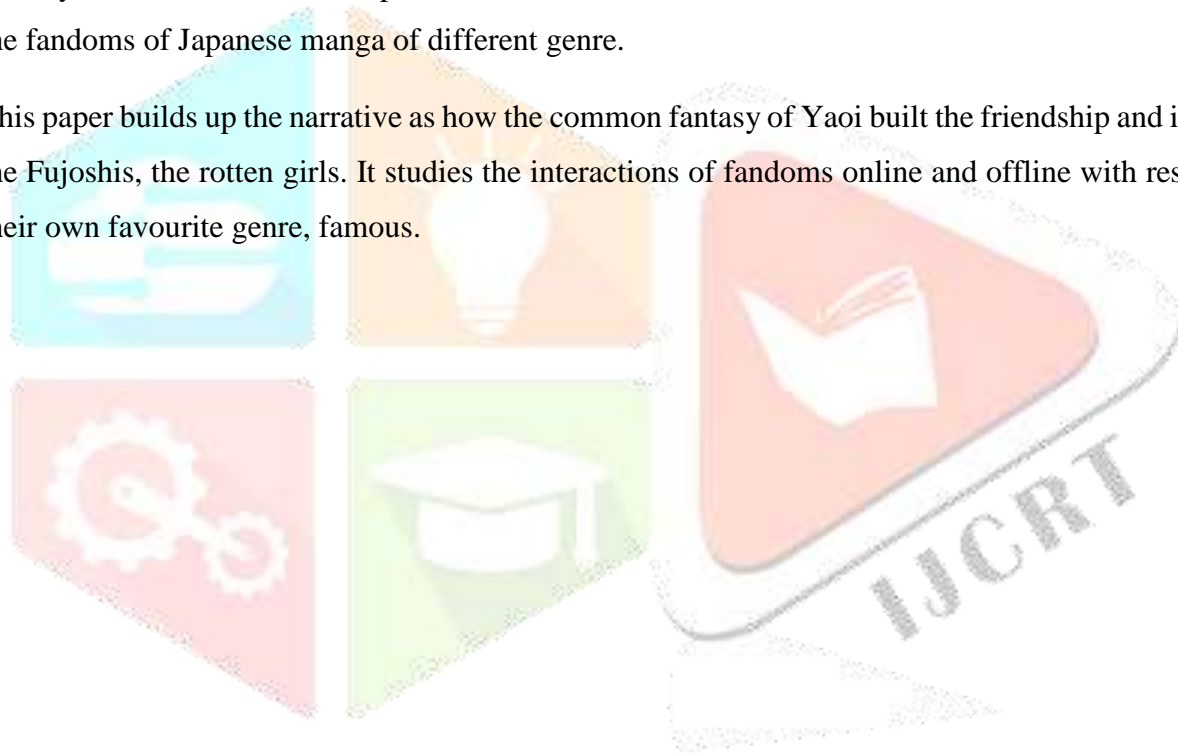 he fandoms of Japanese manga of different genre.
his paper builds up the narrative as how the common fantasy of Yaoi built the friendship and i
he Fujoshis, the rotten girls. It studies the interactions of fandoms online and offline with res
heir own favourite genre, famous.
IJCRT